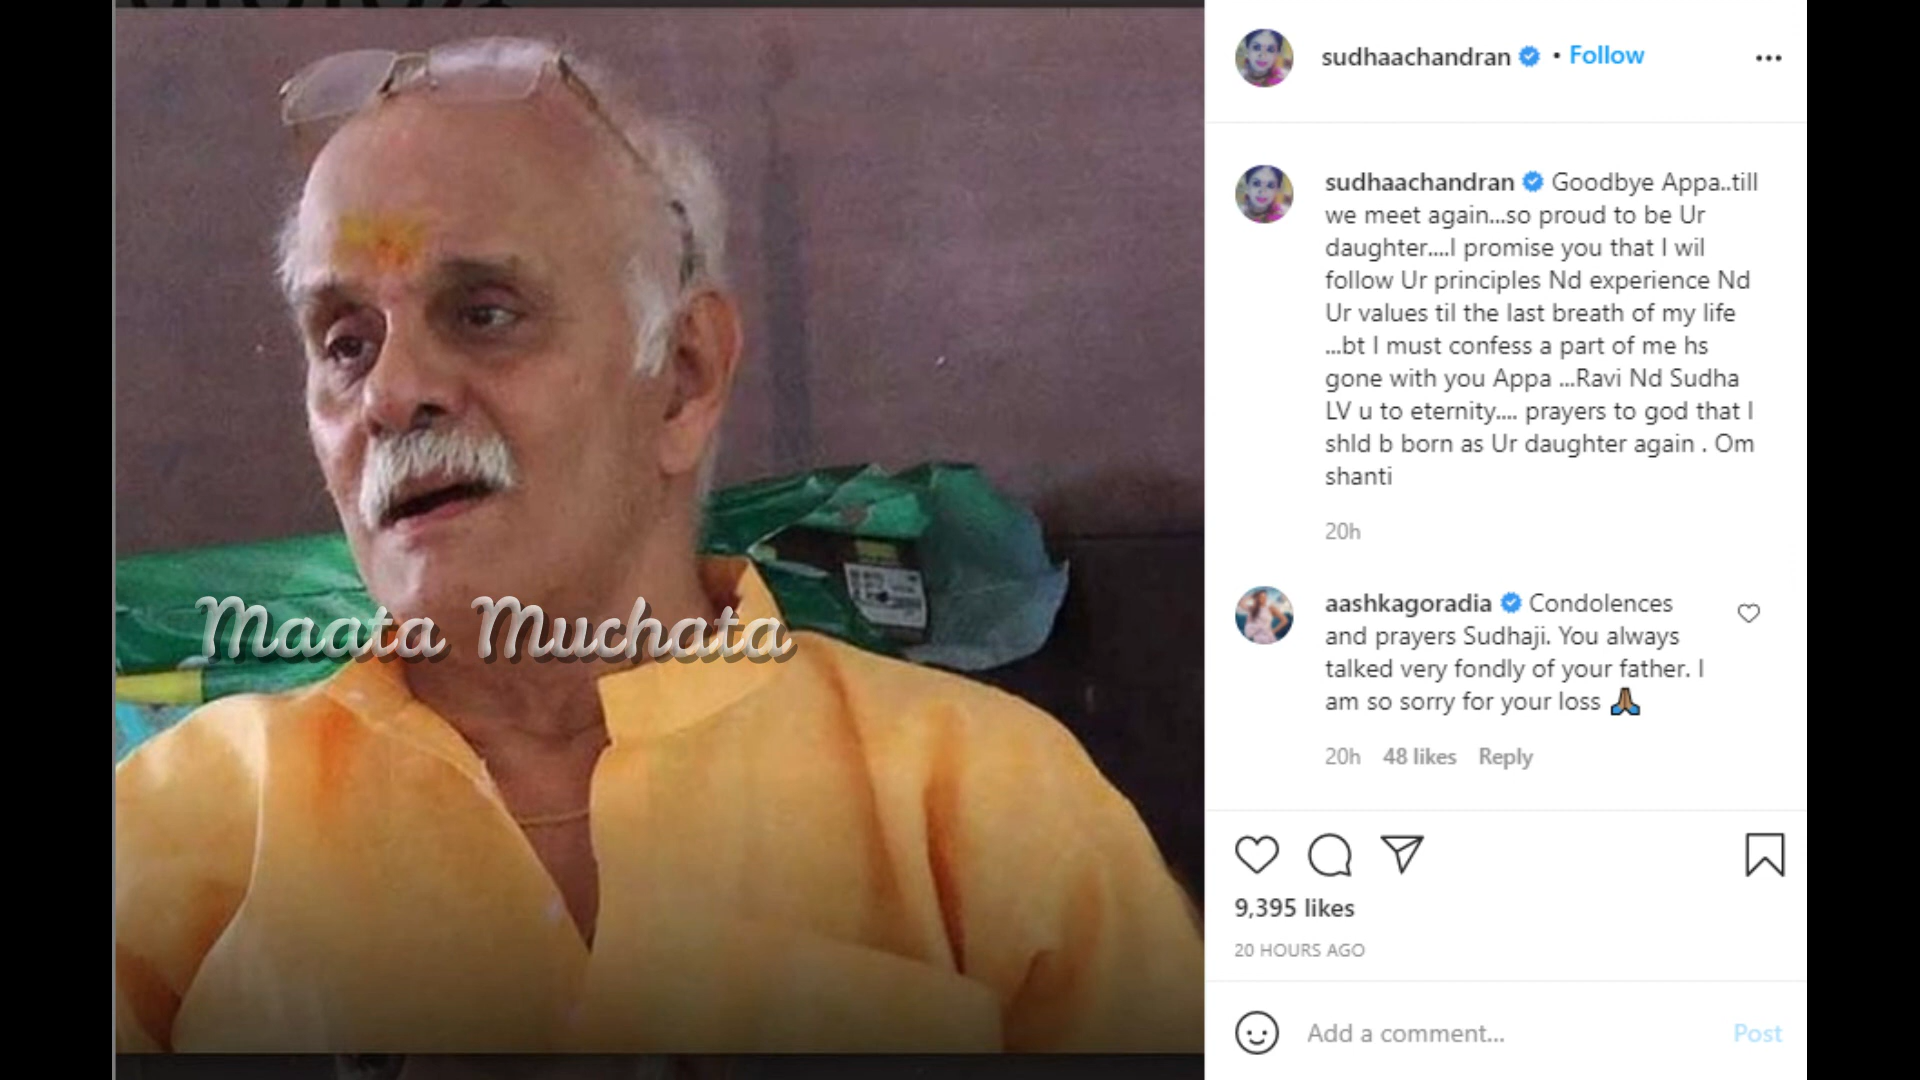 Maata Muchata
sudhaachandran • Follow
sudhaachandran Goodbye Appa..till
we meet again...so proud to be Ur
daughter....I promise you that I wil
follow Ur principles Nd experience Nd
Ur values til the last breath of my life
...bt I must confess a part of me hs
gone with you Appa ...Ravi Nd Sudha
LV u to eternity.... prayers to god that I
shld b born as Ur daughter again . Om
shanti
20h
aashkagoradia Condolences
and prayers Sudhaji. You always
talked very fondly of your father. I
am so sorry for your loss 🙏🏾
20h 48 likes Reply
9,395 likes
20 HOURS AGO
Add a comment... Post